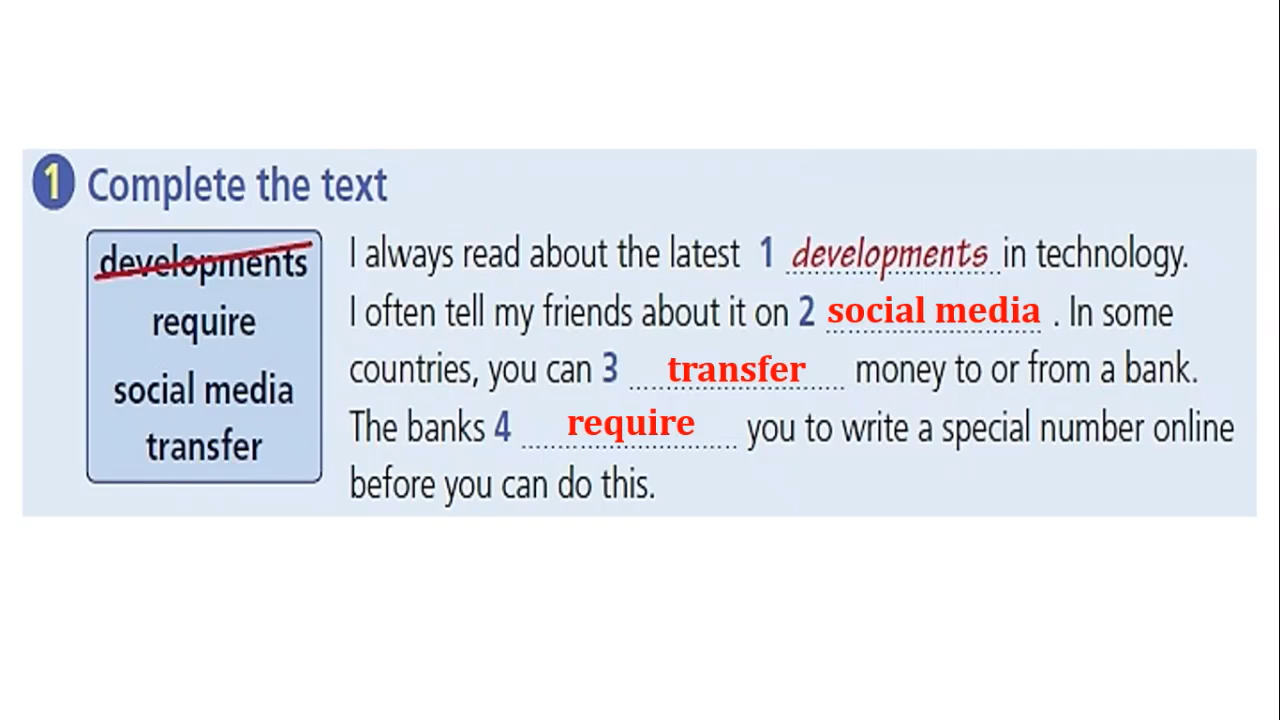 1 Complete the text
developments
require
social media
transfer
I always read about the latest 1 developments in technology.
I often tell my friends about it on 2 social media . In some
countries, you can 3 transfer money to or from a bank.
The banks 4 require you to write a special number online
before you can do this.